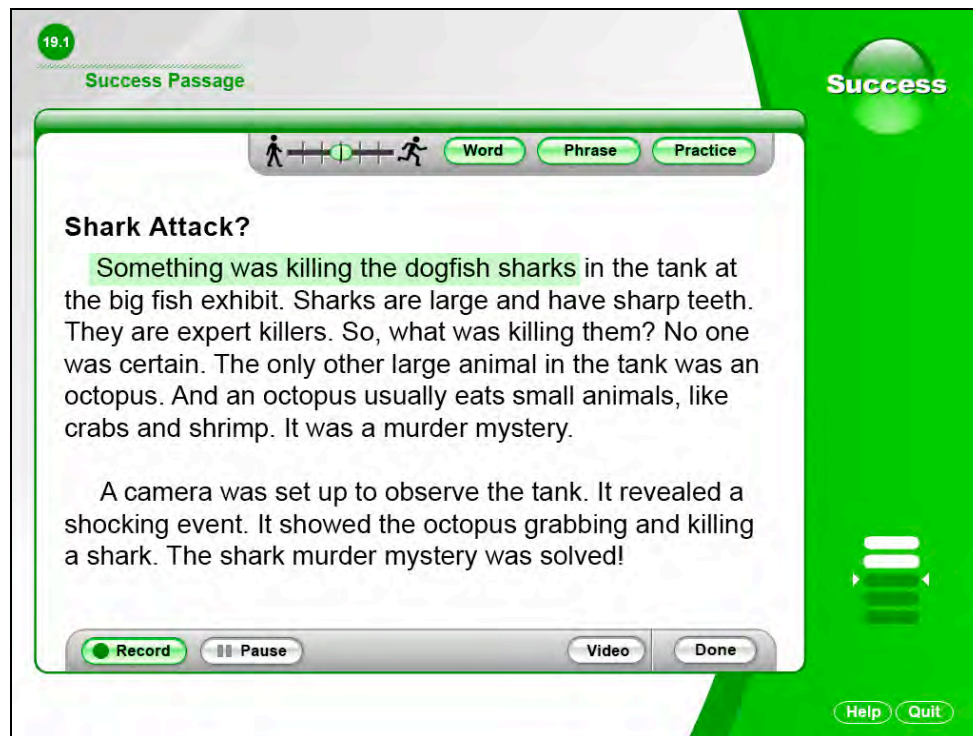 19.1
Success Passage
Success
Word Phrase Practice
Shark Attack?
Something was killing the dogfish sharks in the tank at
the big fish exhibit. Sharks are large and have sharp teeth.
They are expert killers. So, what was killing them? No one
was certain. The only other large animal in the tank was an
octopus. And an octopus usually eats small animals, like
crabs and shrimp. It was a murder mystery.
A camera was set up to observe the tank. It revealed a
shocking event. It showed the octopus grabbing and killing
a shark. The shark murder mystery was solved!
Record Pause Video Done
Help Quit